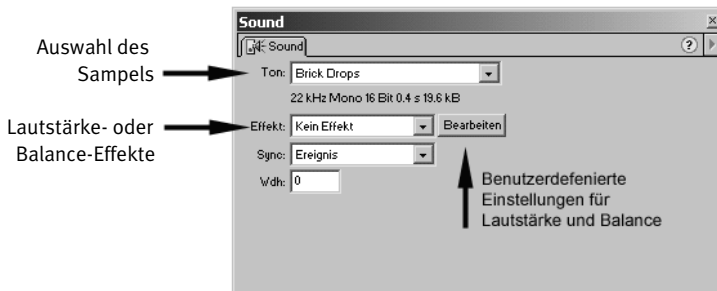 Sound
Sound
Auswahl des
Sampels
Ton: Brick Drops
22 kHz Mono 16 Bit 0.4 s 19.6 kB
Lautstärke- oder
Balance-Effekte
Effekt: Kein Effekt Bearbeiten
Sync: Ereignis
Wdh: 0
Benutzerdefenierte
Einstellungen für
Lautstärke und Balance